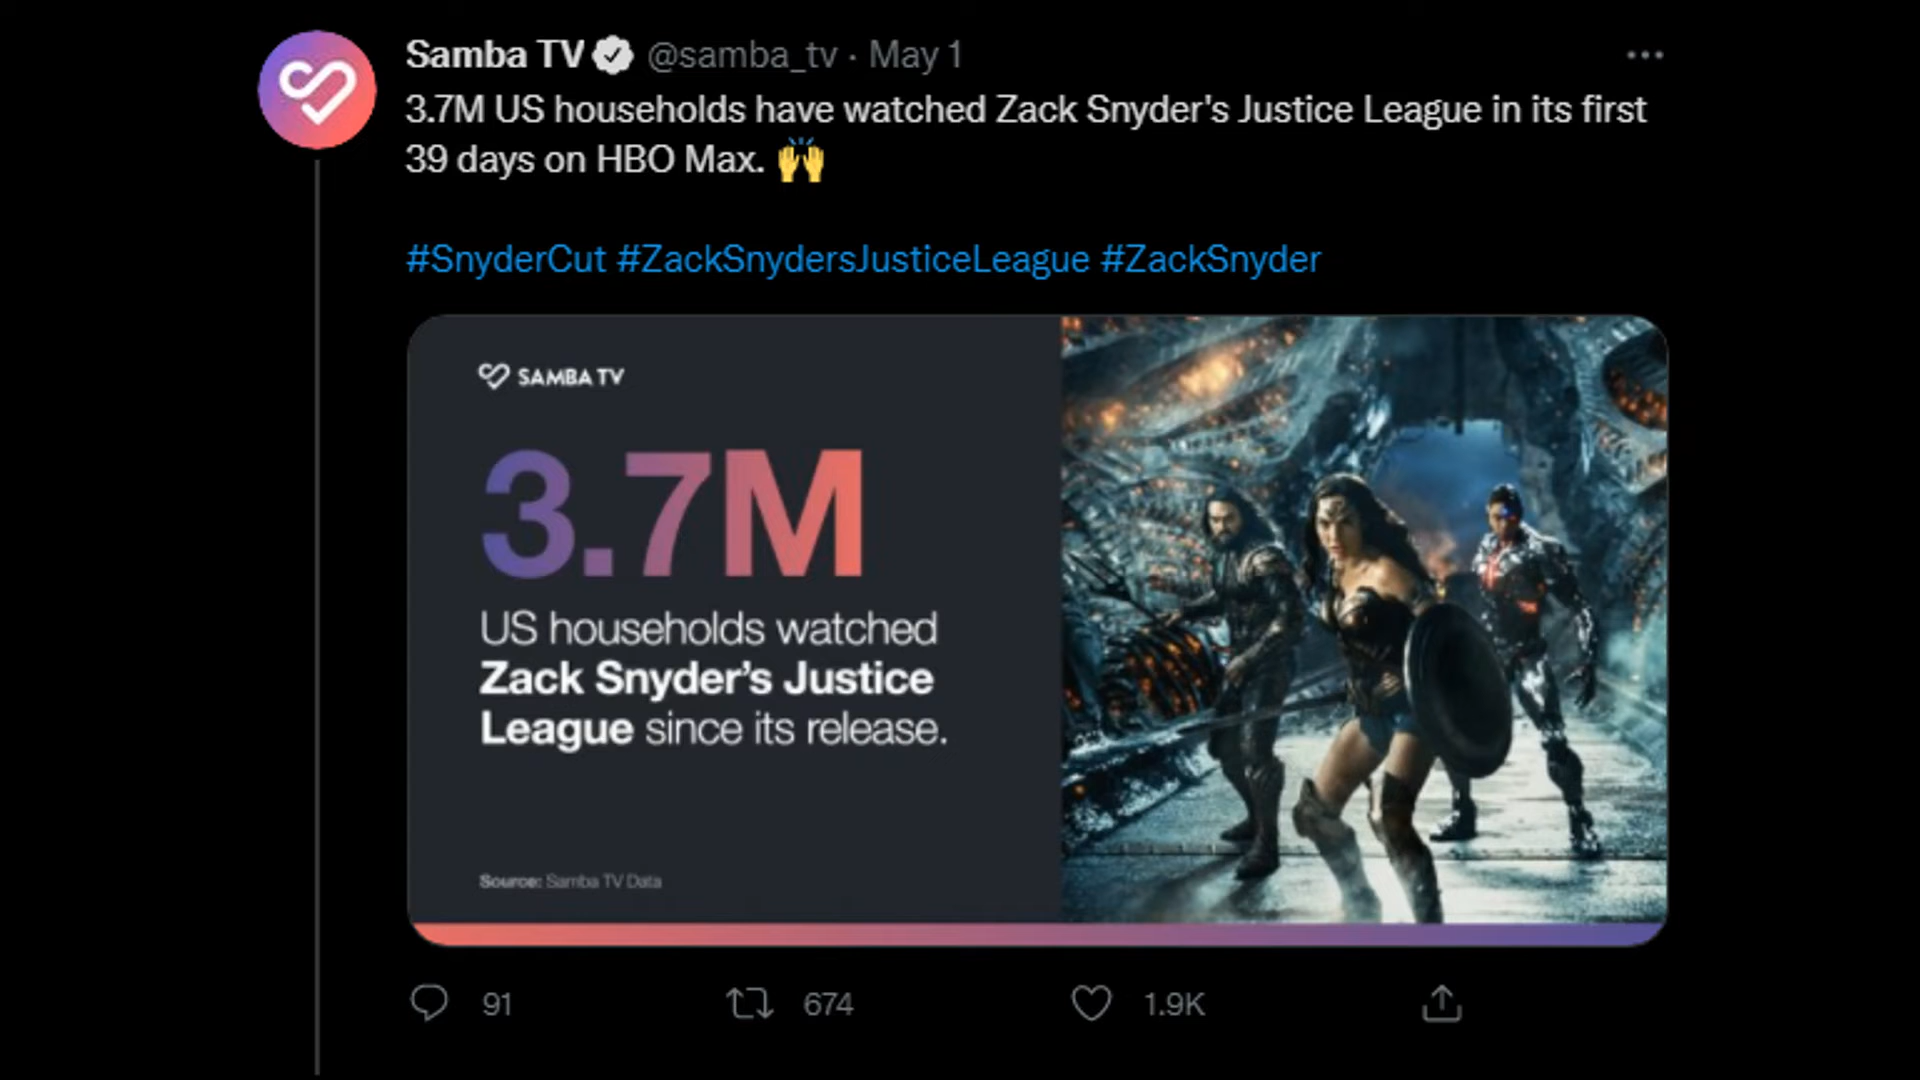 Samba TV @samba_tv · May 1
3.7M US households have watched Zack Snyder's Justice League in its first
39 days on HBO Max. 🙌
#SnyderCut #ZackSnydersJusticeLeague #ZackSnyder
SAMBA TV
3.7M
US households watched
Zack Snyder’s Justice
League since its release.
Source: Samba TV Data
91 674 1.9K